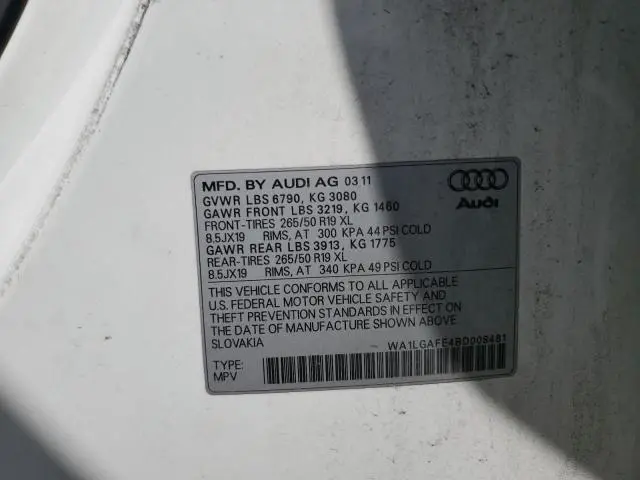 MFD. BY AUDI AG 03 11
GVWR LBS 6790, KG 3080
GAWR FRONT LBS 3219, KG 1460
FRONT-TIRES 265/50 R19 XL
8.5JX19 RIMS, AT 300 KPA 44 PSI COLD
GAWR REAR LBS 3913, KG 1775
REAR-TIRES 265/50 R19 XL
8.5JX19 RIMS, AT 340 KPA 49 PSI COLD
Audi
THIS VEHICLE CONFORMS TO ALL APPLICABLE
U.S. FEDERAL MOTOR VEHICLE SAFETY AND
THEFT PREVENTION STANDARDS IN EFFECT ON
THE DATE OF MANUFACTURE SHOWN ABOVE.
SLOVAKIA
WA1LGAFE4BD008481
TYPE:
MPV